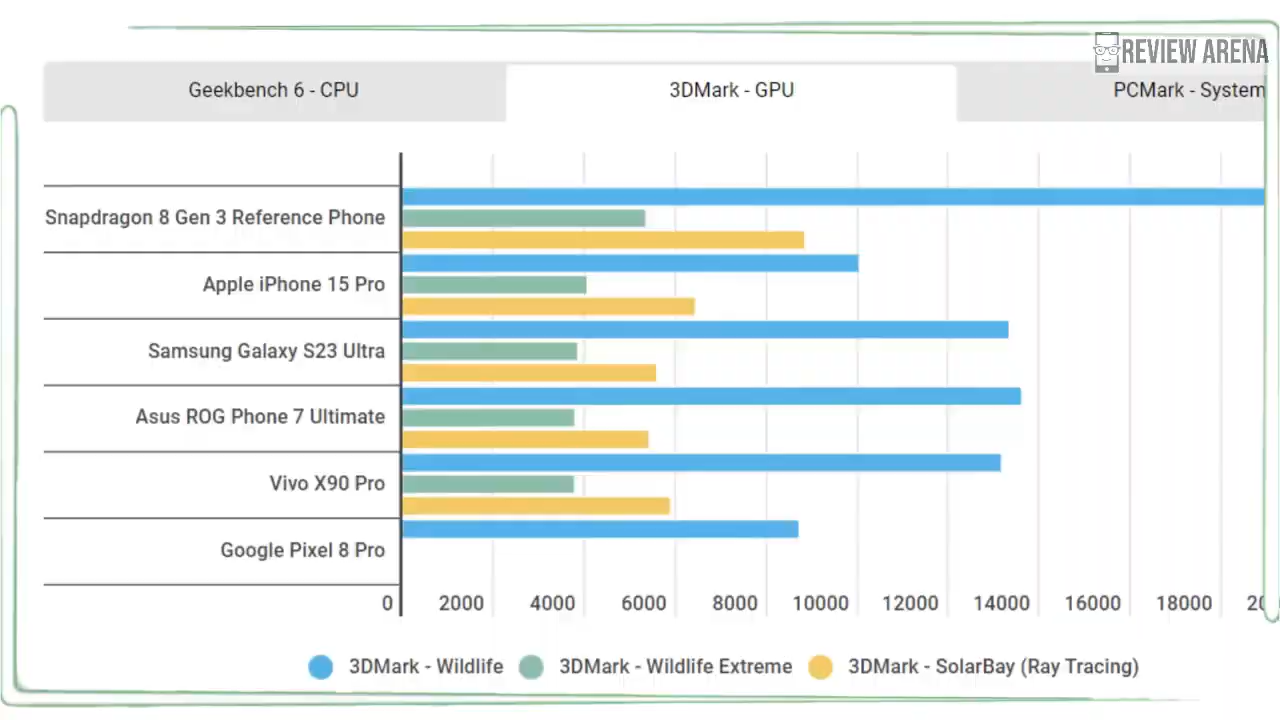 REVIEW ARENA
Geekbench 6 - CPU
3DMark - GPU
PCMark - System
Snapdragon 8 Gen 3 Reference Phone
Apple iPhone 15 Pro
Samsung Galaxy S23 Ultra
Asus ROG Phone 7 Ultimate
Vivo X90 Pro
Google Pixel 8 Pro
0 2000 4000 6000 8000 10000 12000 14000 16000 18000
3DMark - Wildlife 3DMark - Wildlife Extreme 3DMark - SolarBay (Ray Tracing)